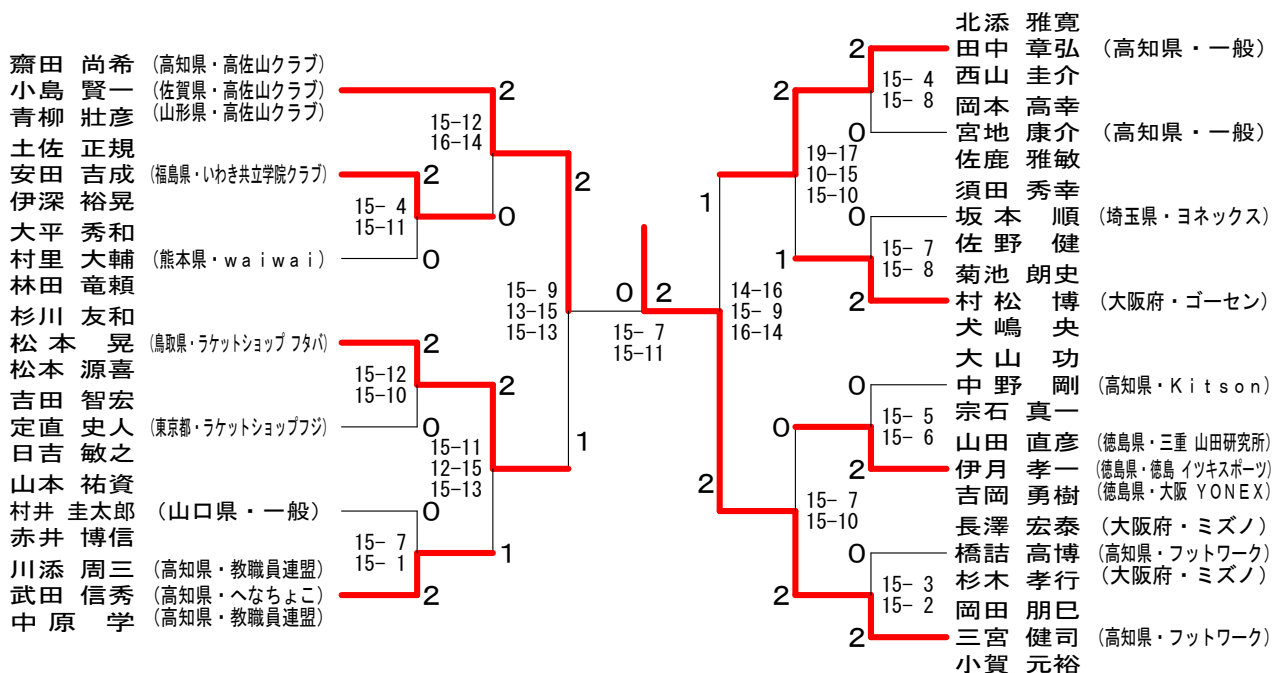 齋田 尚希 (高知県・高佐山クラブ)
小島 賢一 (佐賀県・高佐山クラブ)
青柳 壯彦 (山形県・高佐山クラブ)
土佐 正規
安田 吉成 (福島県・いわき共立学院クラブ)
伊深 裕晃
大平 秀和
村里 大輔 (熊本県・ｗａｉｗａｉ)
林田 竜頼
杉川 友和
松本 晃 (鳥取県・ラケットショップ フタバ)
松本 源喜
吉田 智宏
定直 史人 (東京都・ラケットショップフジ)
日吉 敏之
山本 祐資
村井 圭太郎 (山口県・一般)
赤井 博信
川添 周三 (高知県・教職員連盟)
武田 信秀 (高知県・へなちょこ)
中原 学 (高知県・教職員連盟)
2
15-12
16-14
2
15- 4
15-11
0
0
2
15- 9
13-15
15-13
2
15-12
15-10
0
2
15-11
12-15
15-13
1
0
15- 7
15- 1
2
1
0
2
15- 7
15-11
1
14-16
15- 9
16-14
2
2
19-17
10-15
15-10
1
2
15- 4
15- 8
0
0
15- 7
15- 8
2
0
15- 7
15-10
2
0
15- 5
15- 6
2
0
15- 3
15- 2
2
北添 雅寛
田中 章弘 (高知県・一般)
西山 圭介
岡本 高幸
宮地 康介 (高知県・一般)
佐鹿 雅敏
須田 秀幸
坂本 順 (埼玉県・ヨネックス)
佐野 健
菊池 朗史
村松 博 (大阪府・ゴーセン)
犬嶋 央
大山 功
中野 剛 (高知県・Ｋｉｔｓｏｎ)
宗石 真一
山田 直彦 (徳島県・三重 山田研究所)
伊月 孝一 (徳島県・徳島 イツキスポーツ)
吉岡 勇樹 (徳島県・大阪 YONEX)
長澤 宏泰 (大阪府・ミズノ)
橋詰 高博 (高知県・フットワーク)
杉木 孝行 (大阪府・ミズノ)
岡田 朋巳
三宮 健司 (高知県・フットワーク)
小賀 元裕